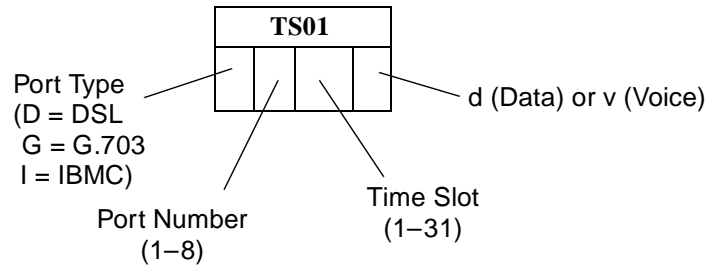 TS01
Port Type
(D = DSL
G = G.703
I = IBMC)
d (Data) or v (Voice)
Port Number
(1–8)
Time Slot
(1–31)